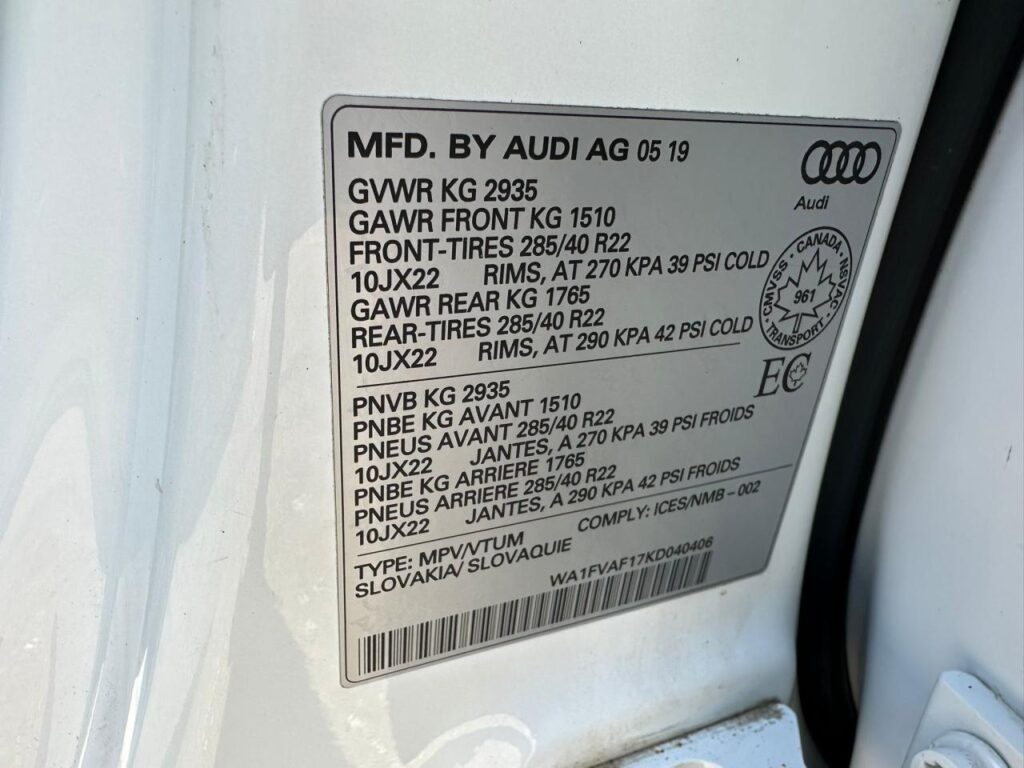 MFD. BY AUDI AG 05 19
Audi
GVWR KG 2935
GAWR FRONT KG 1510
FRONT-TIRES 285/40 R22
10JX22 RIMS, AT 270 KPA 39 PSI COLD
GAWR REAR KG 1765
REAR-TIRES 285/40 R22
10JX22 RIMS, AT 290 KPA 42 PSI COLD
CANADA · NSVAC · TRANSPORT · CMVSS ·
961
EC
PNVB KG 2935
PNBE KG AVANT 1510
PNEUS AVANT 285/40 R22
10JX22 JANTES, A 270 KPA 39 PSI FROIDS
PNBE KG ARRIERE 1765
PNEUS ARRIERE 285/40 R22
10JX22 JANTES, A 290 KPA 42 PSI FROIDS
TYPE: MPV/VTUM COMPLY: ICES/NMB-002
SLOVAKIA/ SLOVAQUIE
WA1FVAF17KD040406